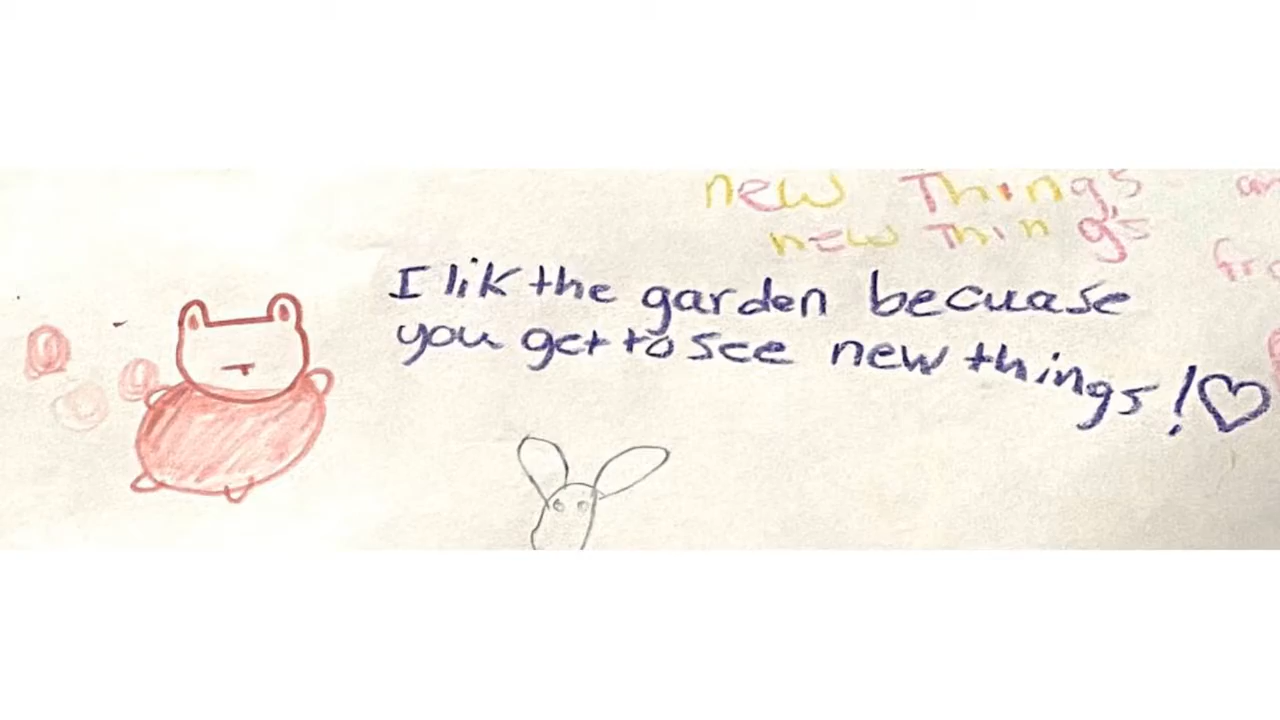 new Things
new Things
I lik the garden becuase
you get to see new things!♡